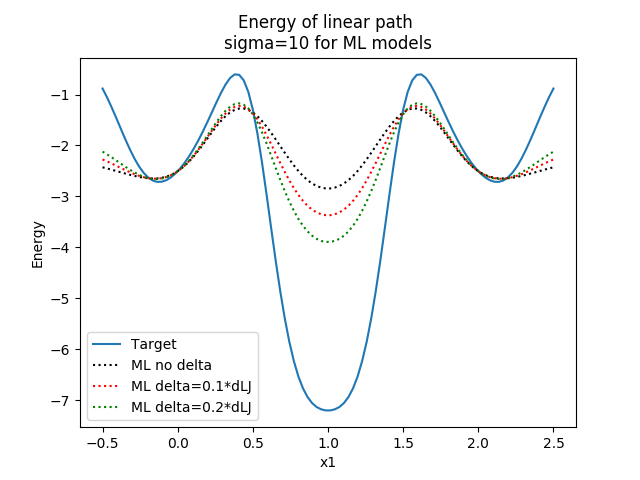 Energy of linear path
sigma=10 for ML models
Energy
−1
−2
−3
−4
−5
−6
−7
Target
ML no delta
ML delta=0.1*dLJ
ML delta=0.2*dLJ
−0.5
0.0
0.5
1.0
1.5
2.0
2.5
x1